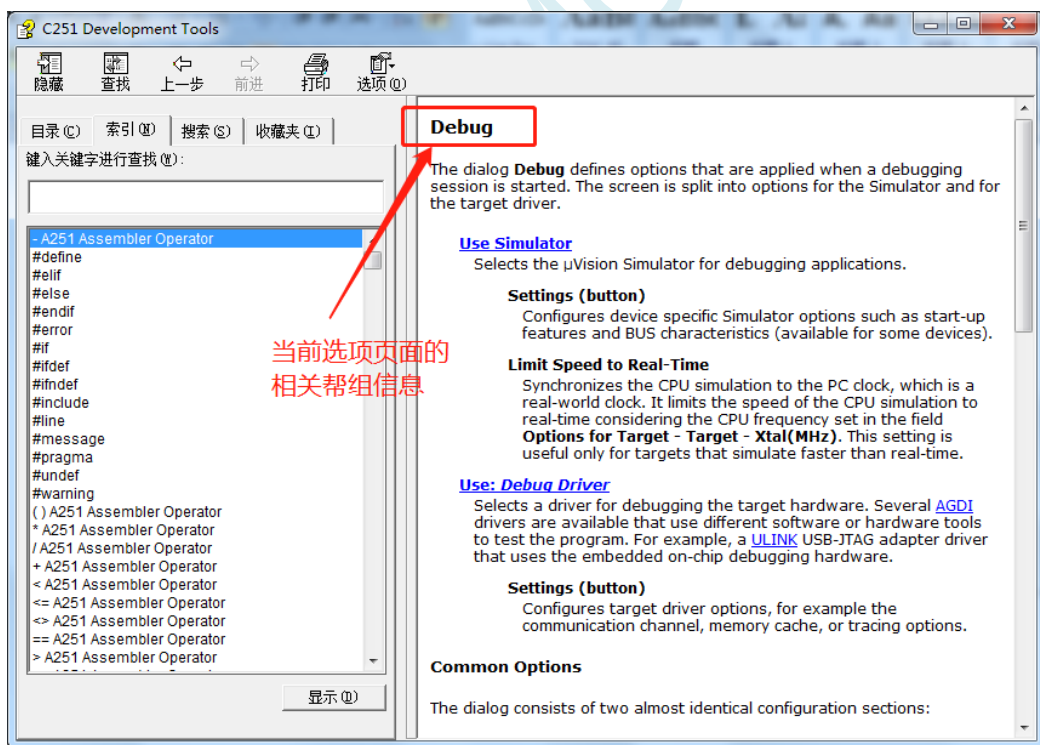 C251 Development Tools
隐藏 查找 上一步 前进 打印 选项(O)
目录(C) 索引(N) 搜索(S) 收藏夹(I)
键入关键字进行查找(W):
- A251 Assembler Operator
#define
#elif
#else
#endif
#error
#if
#ifdef
#ifndef
#include
#line
#message
#pragma
#undef
#warning
( ) A251 Assembler Operator
* A251 Assembler Operator
/ A251 Assembler Operator
+ A251 Assembler Operator
< A251 Assembler Operator
<= A251 Assembler Operator
<> A251 Assembler Operator
== A251 Assembler Operator
> A251 Assembler Operator
显示(D)
当前选项页面的
相关帮组信息
Debug
The dialog Debug defines options that are applied when a debugging
session is started. The screen is split into options for the Simulator and for
the target driver.
Use Simulator
Selects the µVision Simulator for debugging applications.
Settings (button)
Configures device specific Simulator options such as start-up
features and BUS characteristics (available for some devices).
Limit Speed to Real-Time
Synchronizes the CPU simulation to the PC clock, which is a
real-world clock. It limits the speed of the CPU simulation to
real-time considering the CPU frequency set in the field
Options for Target - Target - Xtal(MHz). This setting is
useful only for targets that simulate faster than real-time.
Use: Debug Driver
Selects a driver for debugging the target hardware. Several AGDI
drivers are available that use different software or hardware tools
to test the program. For example, a ULINK USB-JTAG adapter driver
that uses the embedded on-chip debugging hardware.
Settings (button)
Configures target driver options, for example the
communication channel, memory cache, or tracing options.
Common Options
The dialog consists of two almost identical configuration sections: